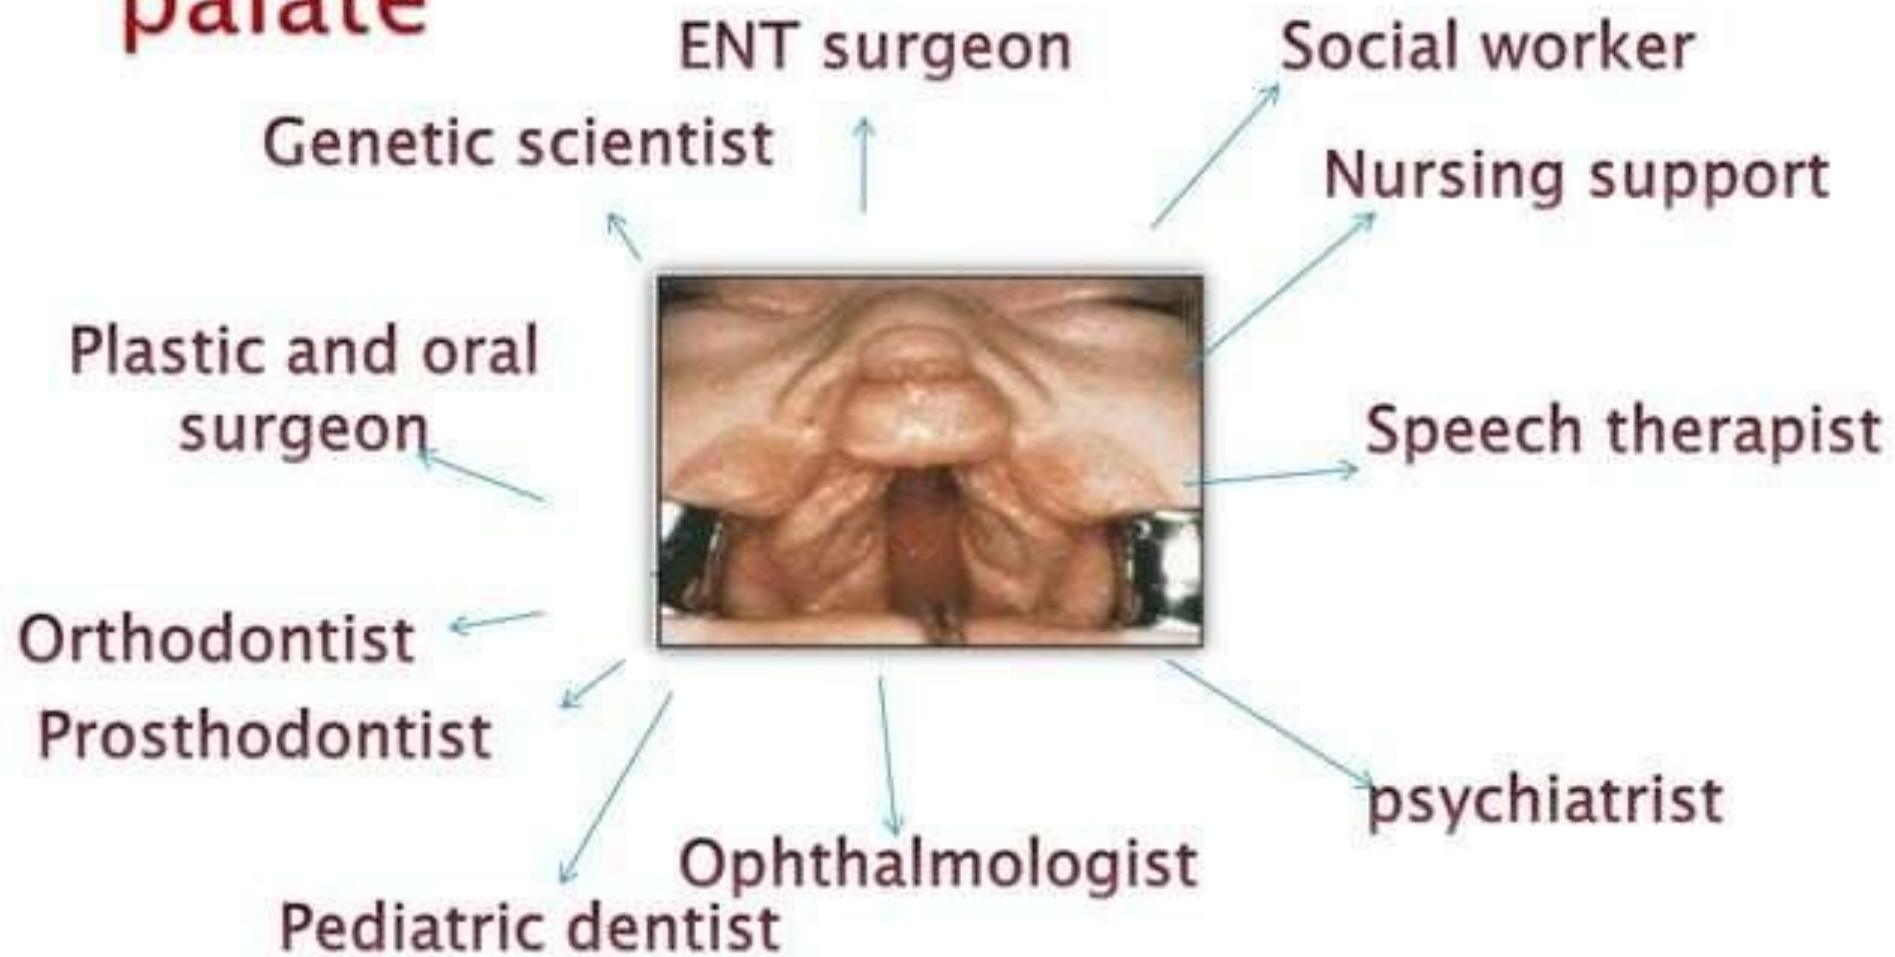 palate
ENT surgeon
Social worker
Genetic scientist
Nursing support
Plastic and oral
surgeon
Speech therapist
Orthodontist
Prosthodontist
psychiatrist
Ophthalmologist
Pediatric dentist